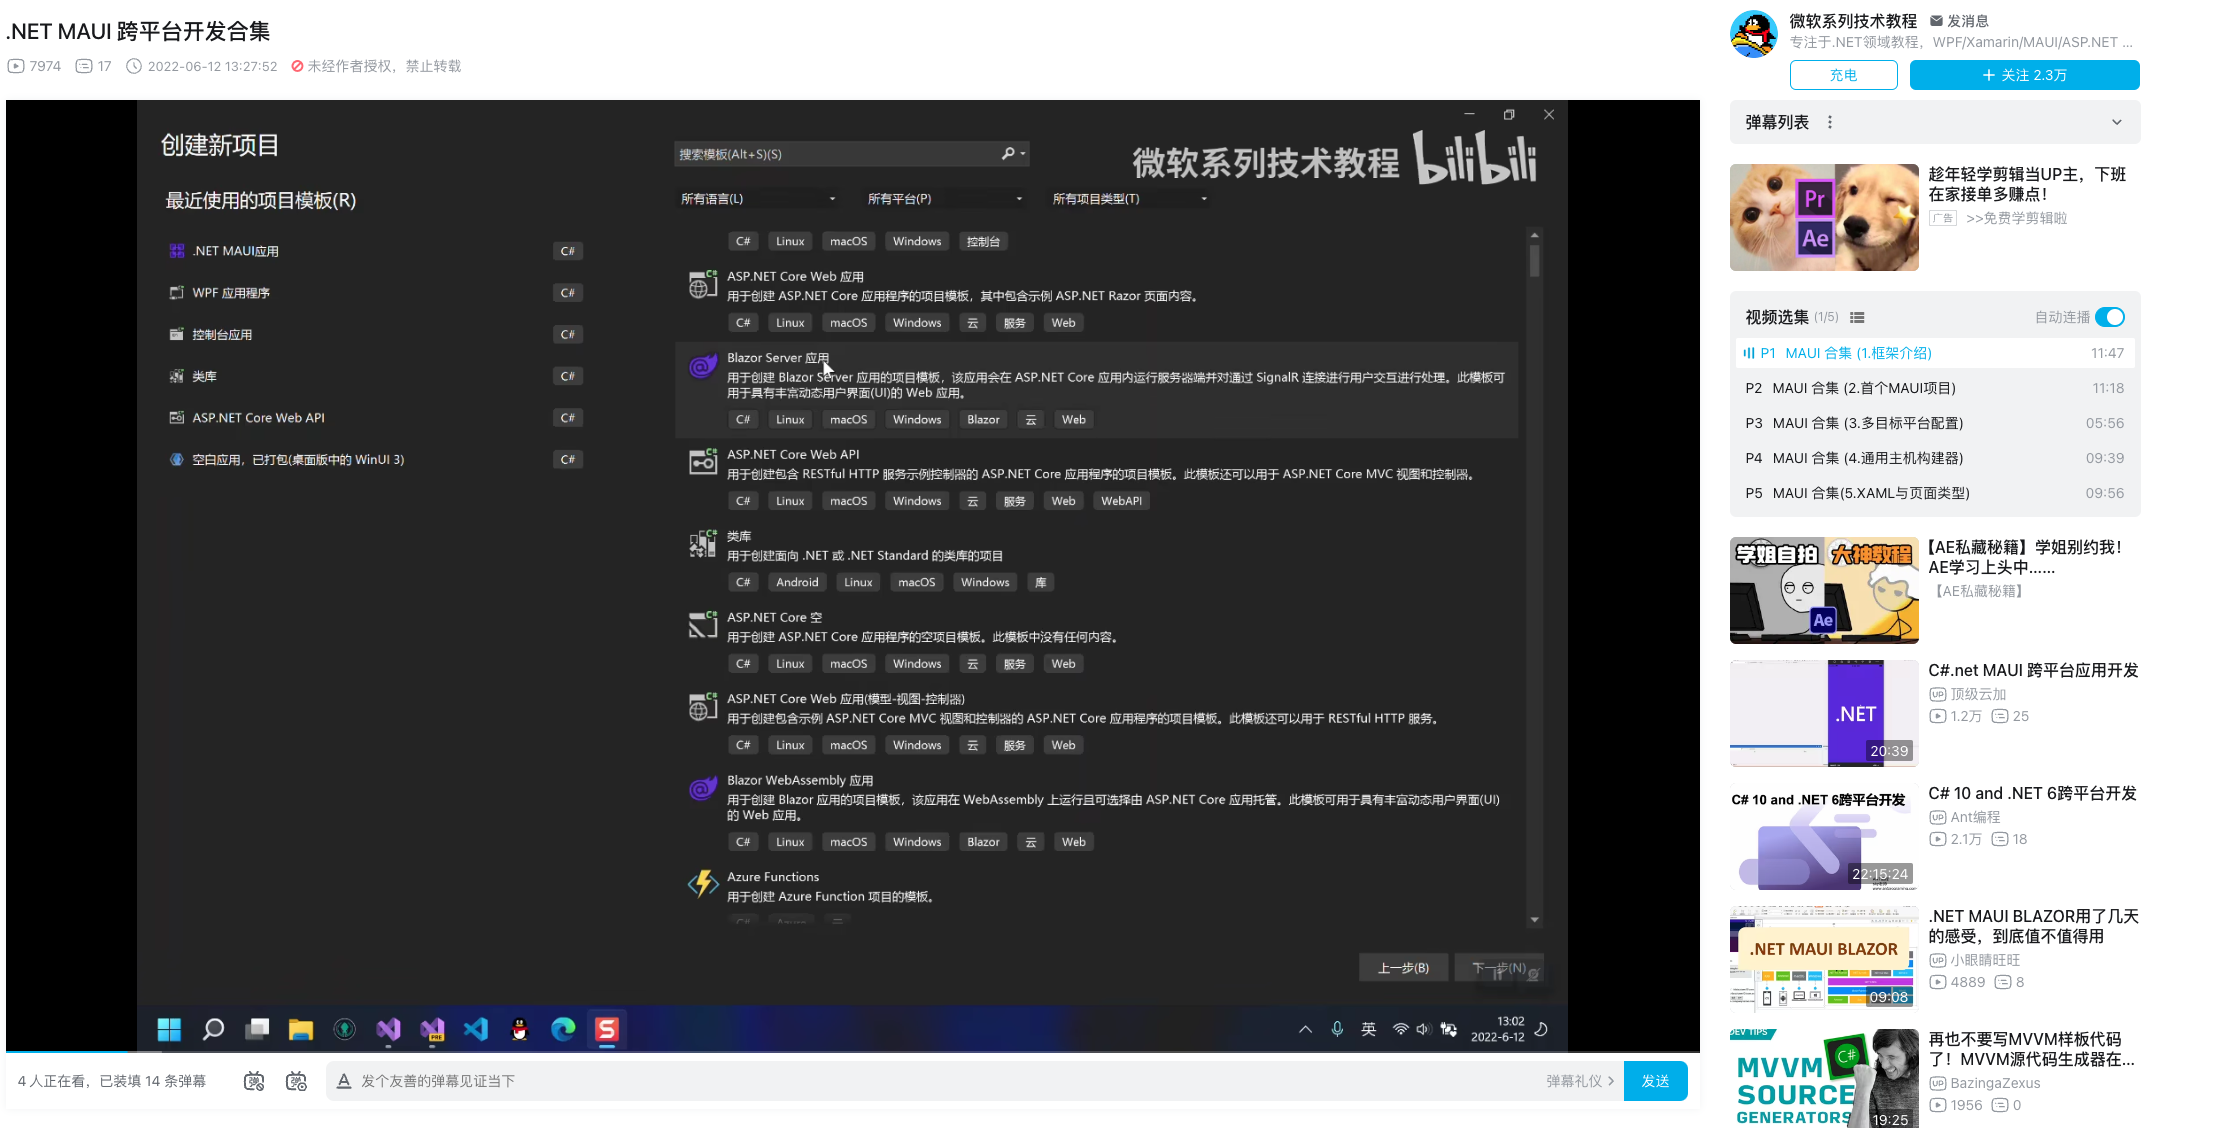 .NET MAUI 跨平台开发合集
7974 17 2022-06-12 13:27:52 未经作者授权，禁止转载
创建新项目
最近使用的项目模板(R)
.NET MAUI应用 C#
WPF 应用程序 C#
控制台应用 C#
类库 C#
ASP.NET Core Web API C#
空白应用，已打包(桌面版中的 WinUI 3) C#
搜索模板(Alt+S)(S)
微软系列技术教程 bilibili
所有语言(L) 所有平台(P) 所有项目类型(T)
C# Linux macOS Windows 控制台
ASP.NET Core Web 应用
用于创建 ASP.NET Core 应用程序的项目模板，其中包含示例 ASP.NET Razor 页面内容。
C# Linux macOS Windows 云 服务 Web
Blazor Server 应用
用于创建 Blazor Server 应用的项目模板，该应用会在 ASP.NET Core 应用内运行服务器端并对通过 SignalR 连接进行用户交互进行处理。此模板可
用于具有丰富动态用户界面(UI)的 Web 应用。
C# Linux macOS Windows Blazor 云 Web
ASP.NET Core Web API
用于创建包含 RESTful HTTP 服务示例控制器的 ASP.NET Core 应用程序的项目模板。此模板还可以用于 ASP.NET Core MVC 视图和控制器。
C# Linux macOS Windows 云 服务 Web WebAPI
类库
用于创建面向 .NET 或 .NET Standard 的类库的项目
C# Android Linux macOS Windows 库
ASP.NET Core 空
用于创建 ASP.NET Core 应用程序的空项目模板。此模板中没有任何内容。
C# Linux macOS Windows 云 服务 Web
ASP.NET Core Web 应用(模型-视图-控制器)
用于创建包含示例 ASP.NET Core MVC 视图和控制器的 ASP.NET Core 应用程序的项目模板。此模板还可以用于 RESTful HTTP 服务。
C# Linux macOS Windows 云 服务 Web
Blazor WebAssembly 应用
用于创建 Blazor 应用的项目模板，该应用在 WebAssembly 上运行且可选择由 ASP.NET Core 应用托管。此模板可用于具有丰富动态用户界面(UI)
的 Web 应用。
C# Linux macOS Windows Blazor 云 Web
Azure Functions
用于创建 Azure Function 项目的模板。
C# Azure 云
上一步(B) 下一步(N)
PRE
S
英
13:02
2022-6-12
4 人正在看，已装填 14 条弹幕
发个友善的弹幕见证当下
弹幕礼仪 >
发送
微软系列技术教程 发消息
专注于.NET领域教程，WPF/Xamarin/MAUI/ASP.NET ...
充电
+ 关注 2.3万
弹幕列表
Pr
Ae
趁年轻学剪辑当UP主，下班
在家接单多赚点！
广告 >>免费学剪辑啦
视频选集 (1/5) 自动连播
P1 MAUI 合集 (1.框架介绍) 11:47
P2 MAUI 合集 (2.首个MAUI项目) 11:18
P3 MAUI 合集 (3.多目标平台配置) 05:56
P4 MAUI 合集 (4.通用主机构建器) 09:39
P5 MAUI 合集(5.XAML与页面类型) 09:56
学姐自拍 大神教程
Ae
【AE私藏秘籍】学姐别约我！
AE学习上头中......
【AE私藏秘籍】
.NET
20:39
C#.net MAUI 跨平台应用开发
UP 顶级云加
1.2万 25
C# 10 and .NET 6跨平台开发
22:15:24
C# 10 and .NET 6跨平台开发
UP Ant编程
2.1万 18
.NET MAUI BLAZOR
09:08
.NET MAUI BLAZOR用了几天
的感受，到底值不值得用
UP 小眼睛旺旺
4889 8
DEV TIPS
C#
MVVM
SOURCE
GENERATORS
19:25
再也不要写MVVM样板代码
了！MVVM源代码生成器在...
UP BazingaZexus
1956 0